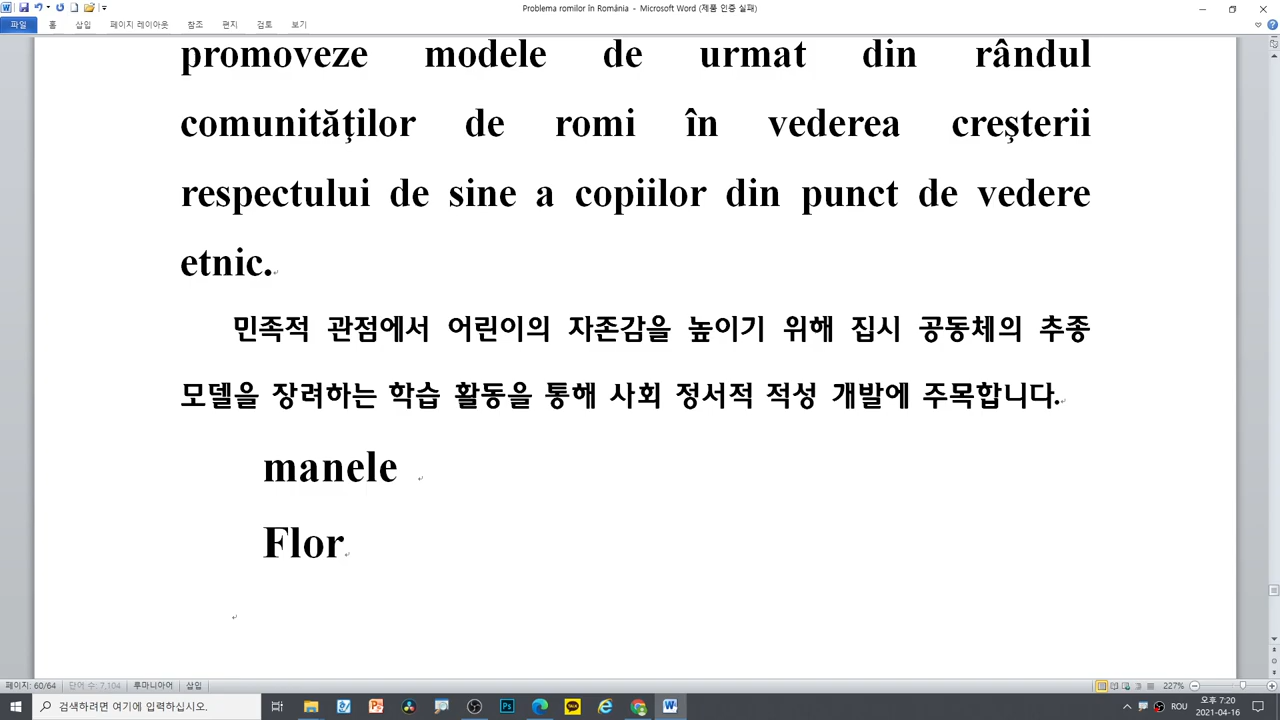 Problema romilor în România - Microsoft Word (제품 인증 실패)
파일 홈 삽입 페이지 레이아웃 참조 편지 검토 보기
promoveze modele de urmat din rândul
comunităţilor de romi în vederea creşterii
respectului de sine a copiilor din punct de vedere
etnic.
민족적 관점에서 어린이의 자존감을 높이기 위해 집시 공동체의 추종
모델을 장려하는 학습 활동을 통해 사회 정서적 적성 개발에 주목합니다.
manele
Flor
페이지: 60/64 단어 수: 7,104 루마니아어 삽입 227%
검색하려면 여기에 입력하십시오. ROU 오후 7:20
2021-04-16